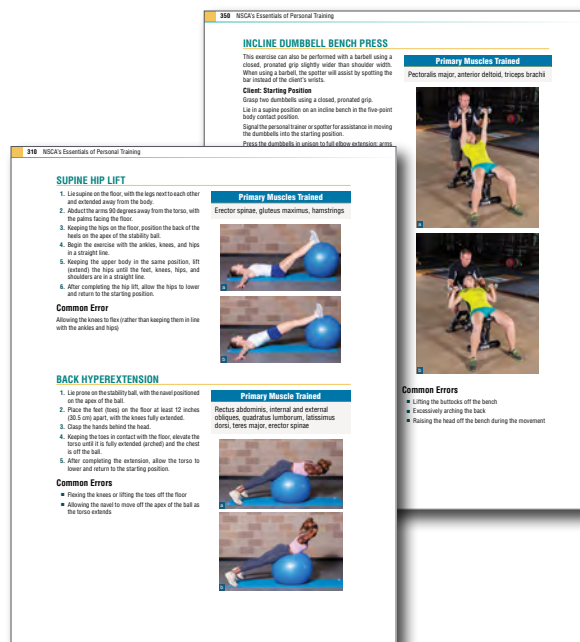 350 NSCA's Essentials of Personal Training
INCLINE DUMBBELL BENCH PRESS
This exercise can also be performed with a barbell using a
closed, pronated grip slightly wider than shoulder width.
When using a barbell, the spotter will assist by spotting the
bar instead of the client's wrists.
Client: Starting Position
Grasp two dumbbells using a closed, pronated grip.
Lie in a supine position on an incline bench in the five-point
body contact position.
Signal the personal trainer or spotter for assistance in moving
the dumbbells into the starting position.
Press the dumbbells in unison to full elbow extension; arms
Primary Muscles Trained
Pectoralis major, anterior deltoid, triceps brachii
a
b
Common Errors
■ Lifting the buttocks off the bench
■ Excessively arching the back
■ Raising the head off the bench during the movement
310 NSCA's Essentials of Personal Training
SUPINE HIP LIFT
1. Lie supine on the floor, with the legs next to each other
and extended away from the body.
2. Abduct the arms 90 degrees away from the torso, with
the palms facing the floor.
3. Keeping the hips on the floor, position the back of the
heels on the apex of the stability ball.
4. Begin the exercise with the ankles, knees, and hips
in a straight line.
5. Keeping the upper body in the same position, lift
(extend) the hips until the feet, knees, hips, and
shoulders are in a straight line.
6. After completing the hip lift, allow the hips to lower
and return to the starting position.
Common Error
Allowing the knees to flex (rather than keeping them in line
with the ankles and hips)
Primary Muscles Trained
Erector spinae, gluteus maximus, hamstrings
a
b
BACK HYPEREXTENSION
1. Lie prone on the stability ball, with the navel positioned
on the apex of the ball.
2. Place the feet (toes) on the floor at least 12 inches
(30.5 cm) apart, with the knees fully extended.
3. Clasp the hands behind the head.
4. Keeping the toes in contact with the floor, elevate the
torso until it is fully extended (arched) and the chest
is off the ball.
5. After completing the extension, allow the torso to
lower and return to the starting position.
Common Errors
■ Flexing the knees or lifting the toes off the floor
■ Allowing the navel to move off the apex of the ball as
the torso extends
Primary Muscle Trained
Rectus abdominis, internal and external
obliques, quadratus lumborum, latissimus
dorsi, teres major, erector spinae
a
b